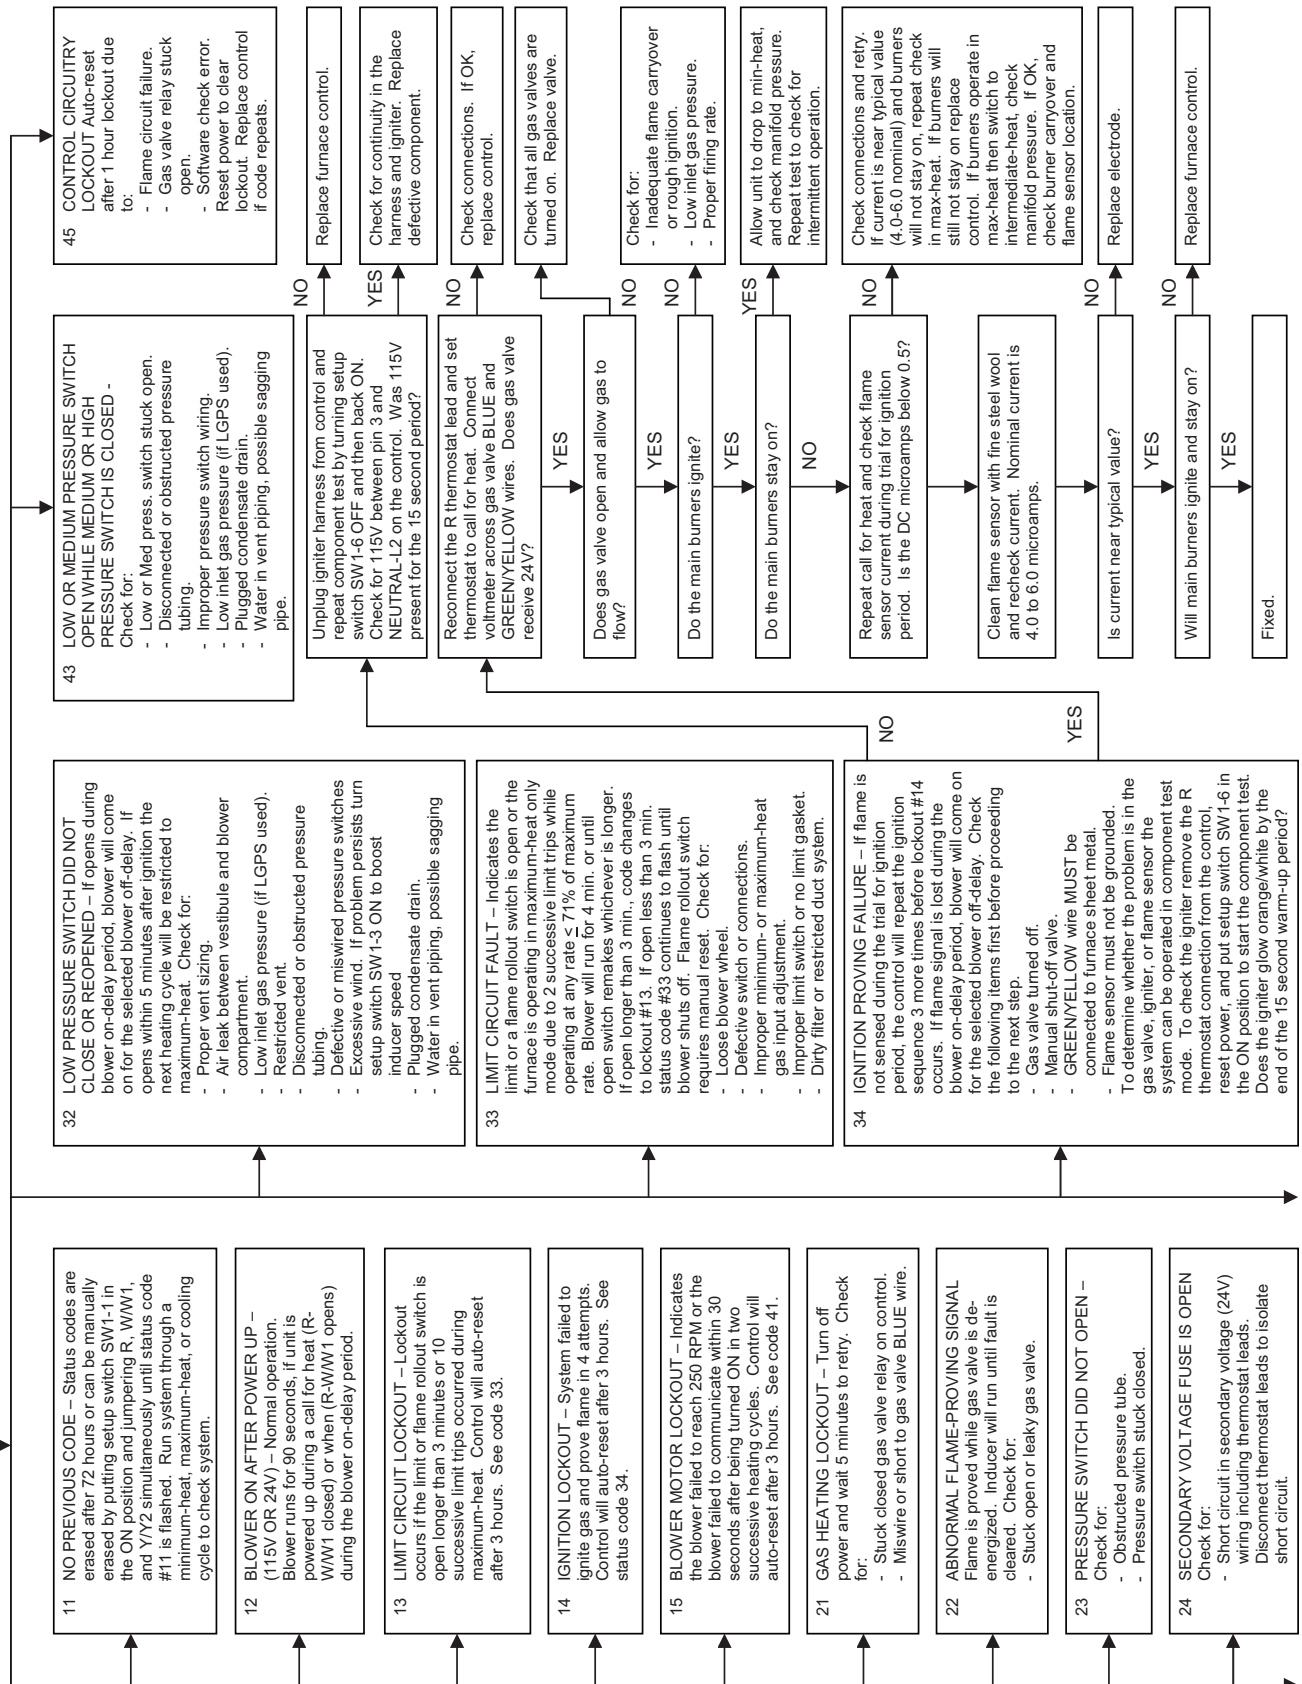 11 NO PREVIOUS CODE – Status codes are
erased after 72 hours or can be manually
erased by putting setup switch SW1-1 in
the ON position and jumpering R, W/W1,
and Y/Y2 simultaneously until status code
#11 is flashed. Run system through a
minimum-heat, maximum-heat, or cooling
cycle to check system.
12 BLOWER ON AFTER POWER UP –
(115V OR 24V) – Normal operation.
Blower runs for 90 seconds, if unit is
powered up during a call for heat (R-
W/W1 closed) or when (R-W/W1 opens)
during the blower on-delay period.
13 LIMIT CIRCUIT LOCKOUT – Lockout
occurs if the limit or flame rollout switch is
open longer than 3 minutes or 10
successive limit trips occurred during
maximum-heat. Control will auto-reset
after 3 hours. See code 33.
14 IGNITION LOCKOUT – System failed to
ignite gas and prove flame in 4 attempts.
Control will auto-reset after 3 hours. See
status code 34.
15 BLOWER MOTOR LOCKOUT – Indicates
the blower failed to reach 250 RPM or the
blower failed to communicate within 30
seconds after being turned ON in two
successive heating cycles. Control will
auto-reset after 3 hours. See code 41.
21 GAS HEATING LOCKOUT – Turn off
power and wait 5 minutes to retry. Check
for:
- Stuck closed gas valve relay on control.
- Miswire or short to gas valve BLUE wire.
22 ABNORMAL FLAME-PROVING SIGNAL
Flame is proved while gas valve is de-
energized. Inducer will run until fault is
cleared. Check for:
- Stuck open or leaky gas valve.
23 PRESSURE SWITCH DID NOT OPEN –
Check for:
- Obstructed pressure tube.
- Pressure switch stuck closed.
24 SECONDARY VOLTAGE FUSE IS OPEN
Check for:
- Short circuit in secondary voltage (24V)
wiring including thermostat leads.
Disconnect thermostat leads to isolate
short circuit.
32 LOW PRESSURE SWITCH DID NOT
CLOSE OR REOPENED – If opens during
blower on-delay period, blower will come
on for the selected blower off-delay. If
opens within 5 minutes after ignition the
next heating cycle will be restricted to
maximum-heat. Check for:
- Proper vent sizing.
- Air leak between vestibule and blower
compartment.
- Low inlet gas pressure (if LGPS used).
- Restricted vent.
- Disconnected or obstructed pressure
tubing.
- Defective or miswired pressure switches
- Excessive wind. If problem persists turn
setup switch SW 1-3 ON to boost
inducer speed
- Plugged condensate drain.
- Water in vent piping, possible sagging
pipe.
33 LIMIT CIRCUIT FAULT – Indicates the
limit or a flame rollout switch is open or the
furnace is operating in maximum-heat only
mode due to 2 successive limit trips while
operating at any rate ≤ 71% of maximum
rate. Blower will run for 4 min. or until
open switch remakes whichever is longer.
If open longer than 3 min., code changes
to lockout #13. If open less than 3 min.
status code #33 continues to flash until
blower shuts off. Flame rollout switch
requires manual reset. Check for:
- Loose blower wheel.
- Defective switch or connections.
- Improper minimum- or maximum-heat
gas input adjustment.
- Improper limit switch or no limit gasket.
- Dirty filter or restricted duct system.
34 IGNITION PROVING FAILURE – If flame is
not sensed during the trial for ignition
period, the control will repeat the ignition
sequence 3 more times before lockout #14
occurs. If flame signal is lost during the
blower on-delay period, blower will come on
for the selected blower off-delay. Check
the following items first before proceeding
to the next step.
- Gas valve turned off.
- Manual shut-off valve.
- GREEN/YELLOW wire MUST be
connected to furnace sheet metal.
- Flame sensor must not be grounded.
To determine whether the problem is in the
gas valve, igniter, or flame sensor the
system can be operated in component test
mode. To check the igniter remove the R
thermostat connection from the control,
reset power, and put setup switch SW1-6 in
the ON position to start the component test.
Does the igniter glow orange/white by the
end of the 15 second warm-up period?
NO
YES
43 LOW OR MEDIUM PRESSURE SWITCH
OPEN WHILE MEDIUM OR HIGH
PRESSURE SWITCH IS CLOSED -
Check for:
- Low or Med press. switch stuck open.
- Disconnected or obstructed pressure
tubing.
- Improper pressure switch wiring.
- Low inlet gas pressure (if LGPS used).
- Plugged condensate drain.
- Water in vent piping, possible sagging
pipe.
Unplug igniter harness from control and
repeat component test by turning setup
switch SW1-6 OFF and then back ON.
Check for 115V between pin 3 and
NEUTRAL-L2 on the control. Was 115V
present for the 15 second period?
NO
YES
Reconnect the R thermostat lead and set
thermostat to call for heat. Connect
voltmeter across gas valve BLUE and
GREEN/YELLOW wires. Does gas valve
receive 24V?
NO
YES
Does gas valve open and allow gas to
flow?
NO
YES
Do the main burners ignite?
NO
YES
Do the main burners stay on?
YES
NO
Repeat call for heat and check flame
sensor current during trial for ignition
period. Is the DC microamps below 0.5?
NO
Clean flame sensor with fine steel wool
and recheck current. Nominal current is
4.0 to 6.0 microamps.
Is current near typical value?
NO
YES
Will main burners ignite and stay on?
NO
YES
Fixed.
45 CONTROL CIRCUITRY
LOCKOUT Auto-reset
after 1 hour lockout due
to:
- Flame circuit failure.
- Gas valve relay stuck
open.
- Software check error.
Reset power to clear
lockout. Replace control
if code repeats.
Replace furnace control.
Check for continuity in the
harness and igniter. Replace
defective component.
Check connections. If OK,
replace control.
Check that all gas valves are
turned on. Replace valve.
Check for:
- Inadequate flame carryover
or rough ignition.
- Low inlet gas pressure.
- Proper firing rate.
Allow unit to drop to min-heat,
and check manifold pressure.
Repeat test to check for
intermittent operation.
Check connections and retry.
If current is near typical value
(4.0-6.0 nominal) and burners
will not stay on, repeat check
in max-heat. If burners will
still not stay on replace
control. If burners operate in
max-heat then switch to
intermediate-heat, check
manifold pressure. If OK,
check burner carryover and
flame sensor location.
Replace electrode.
Replace furnace control.